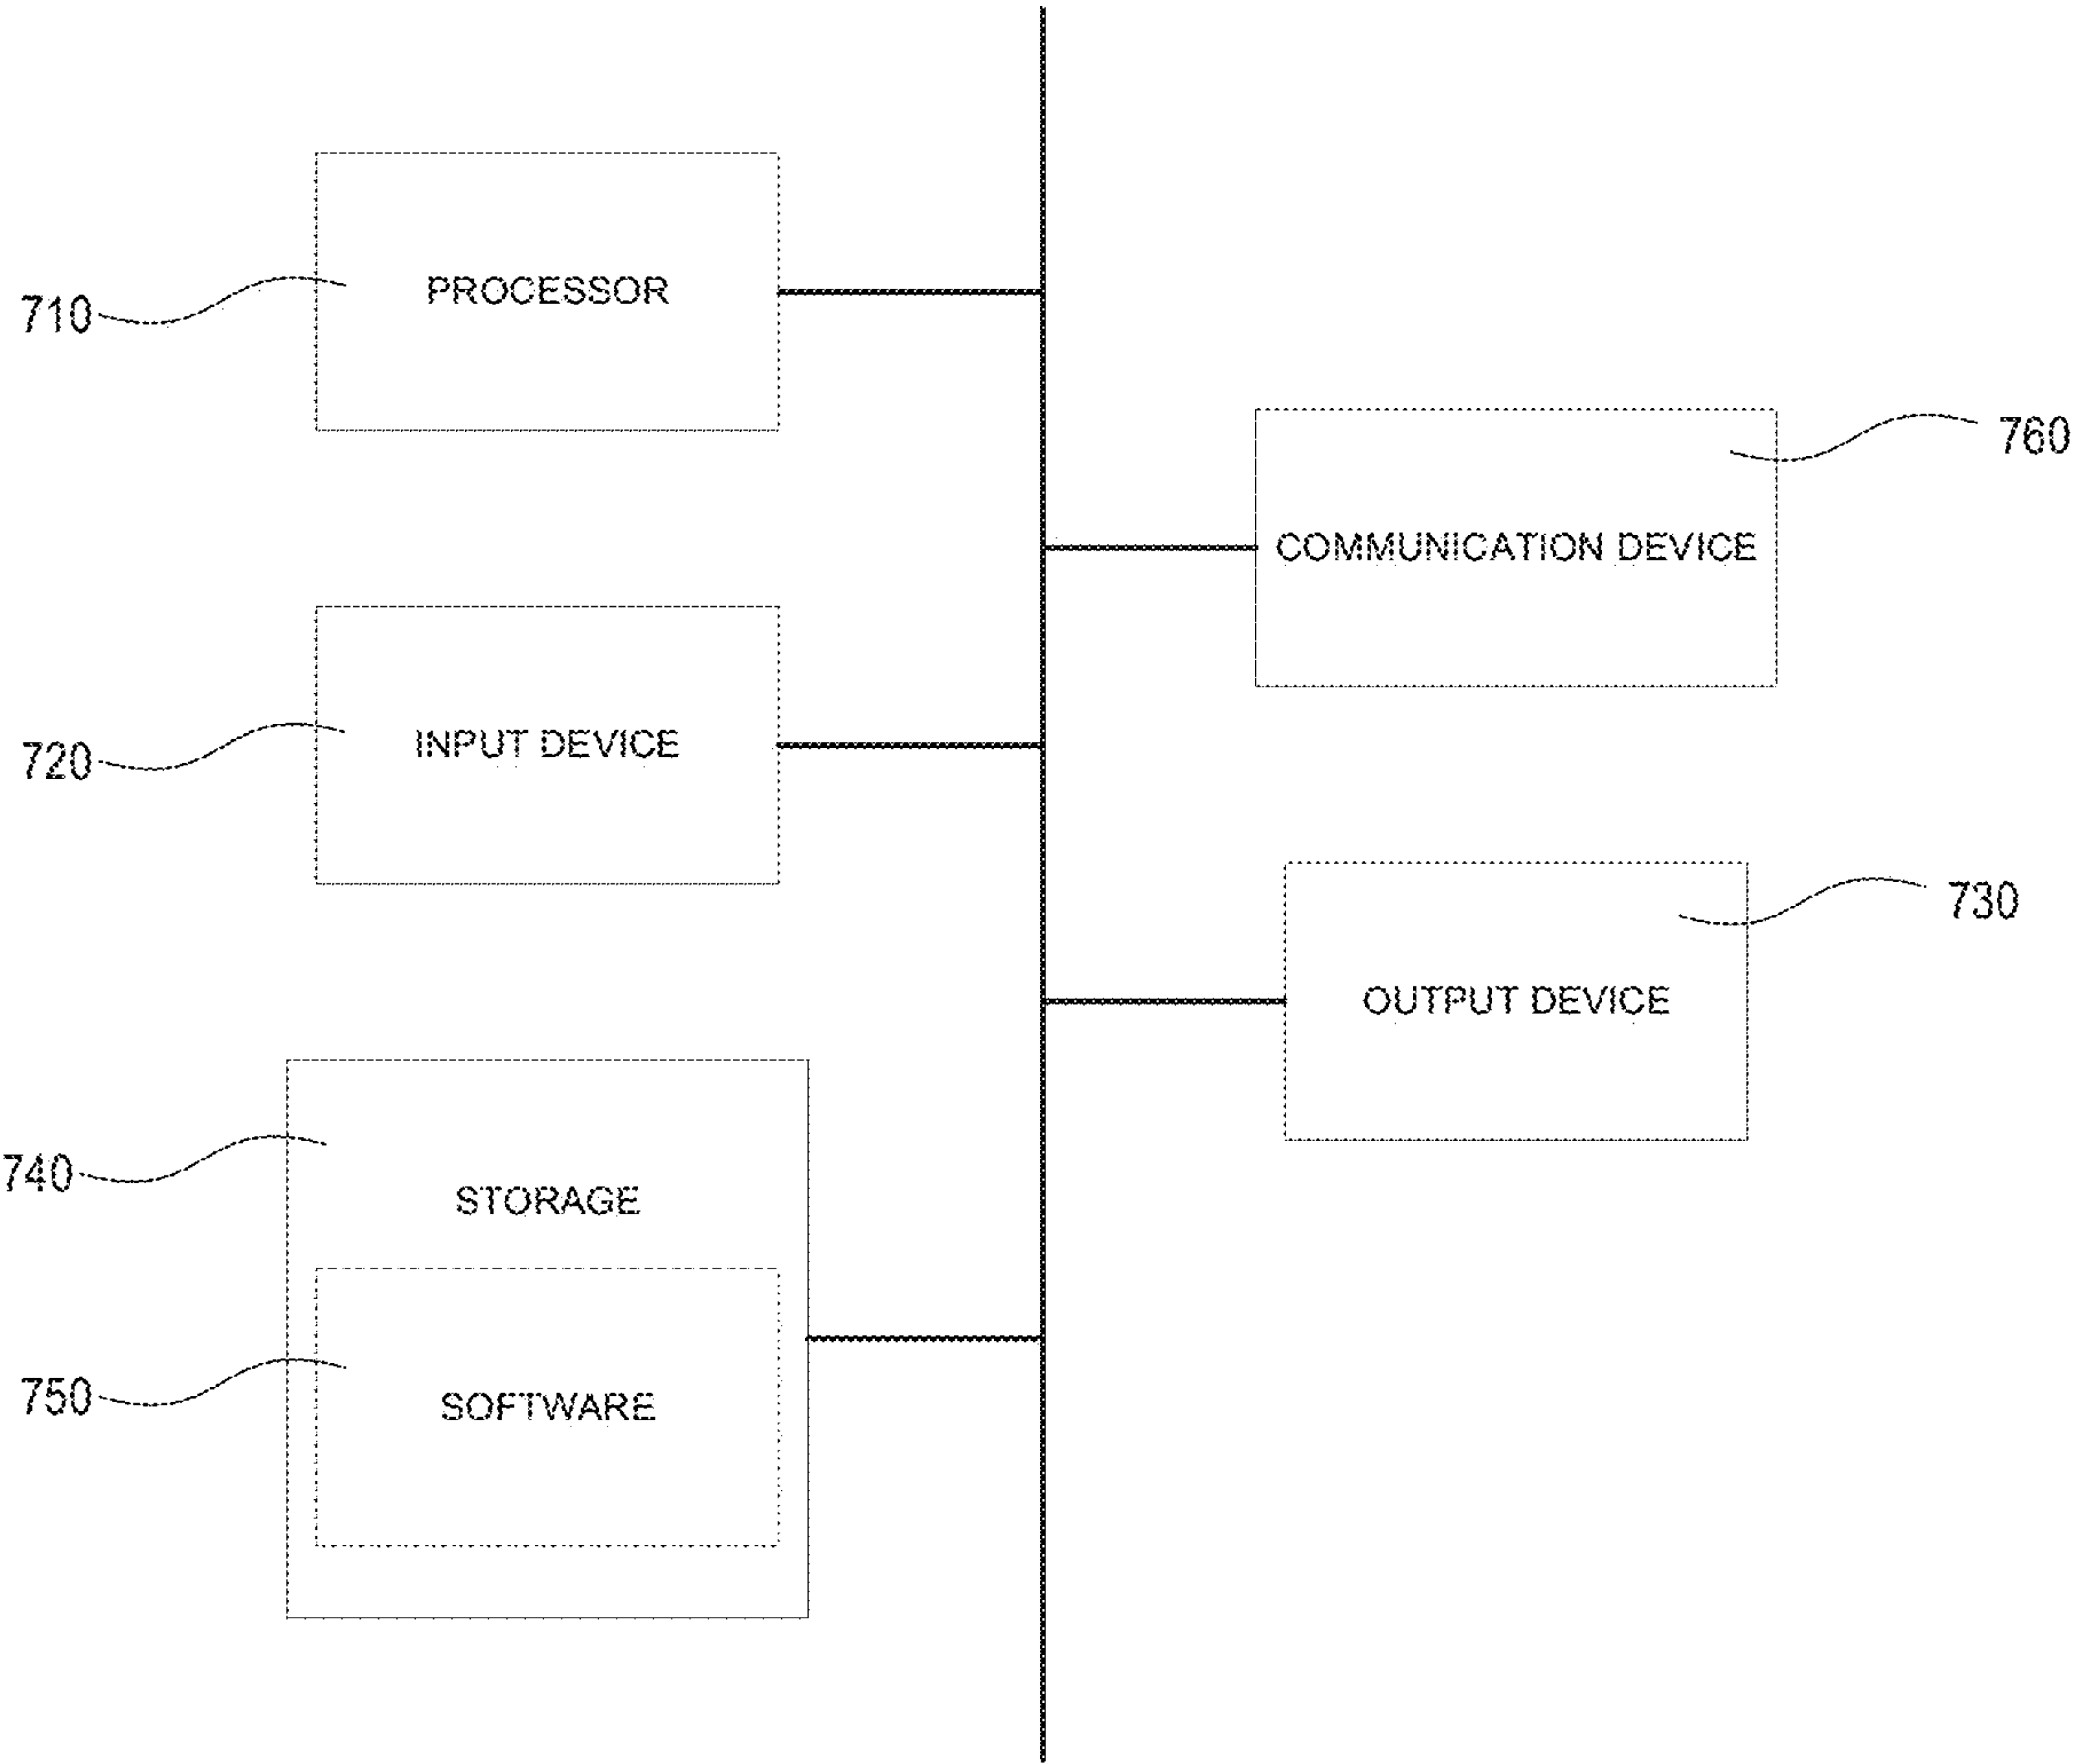 PROCESSOR
710
760
COMMUNICATION DEVICE
INPUT DEVICE
720
730
OUTPUT DEVICE
740
STORAGE
750
SOFTWARE